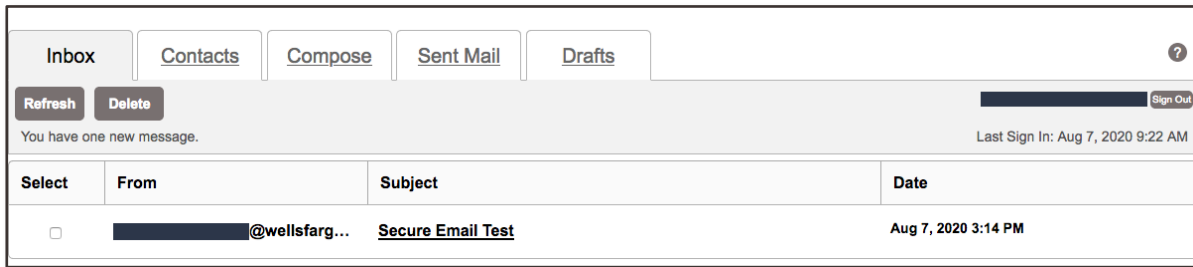 Inbox Contacts Compose Sent Mail Drafts ?
Refresh Delete Sign Out
You have one new message. Last Sign In: Aug 7, 2020 9:22 AM
Select From Subject Date
@wellsfarg... Secure Email Test Aug 7, 2020 3:14 PM